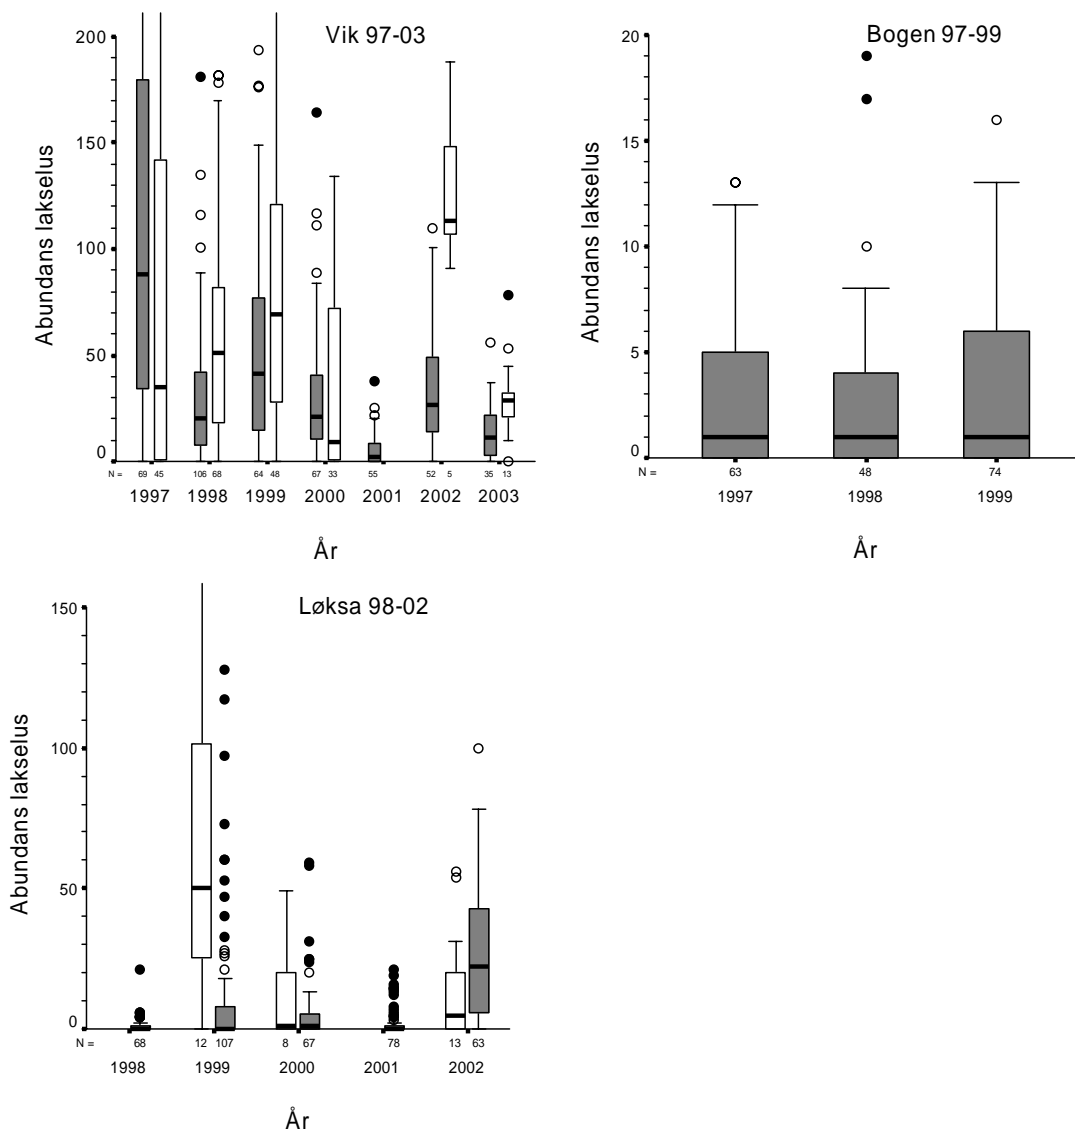 Vik 97-03
200
150
100
50
0
Abundans lakselus
N = 69 45 106 68 64 48 67 33 55 52 5 35 13
1997 1998 1999 2000 2001 2002 2003
År
Bogen 97-99
20
15
10
5
0
Abundans lakselus
N = 63 48 74
1997 1998 1999
År
Løksa 98-02
150
100
50
0
Abundans lakselus
N = 68 12 107 8 67 78 13 63
1998 1999 2000 2001 2002
År